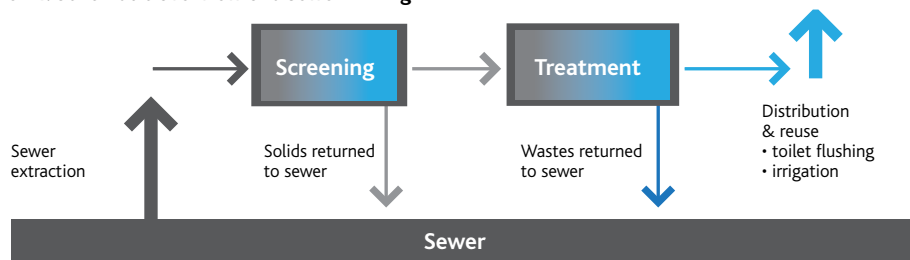 Screening
Treatment
Sewer
extraction
Solids returned
to sewer
Wastes returned
to sewer
Distribution
& reuse
• toilet flushing
• irrigation
Sewer